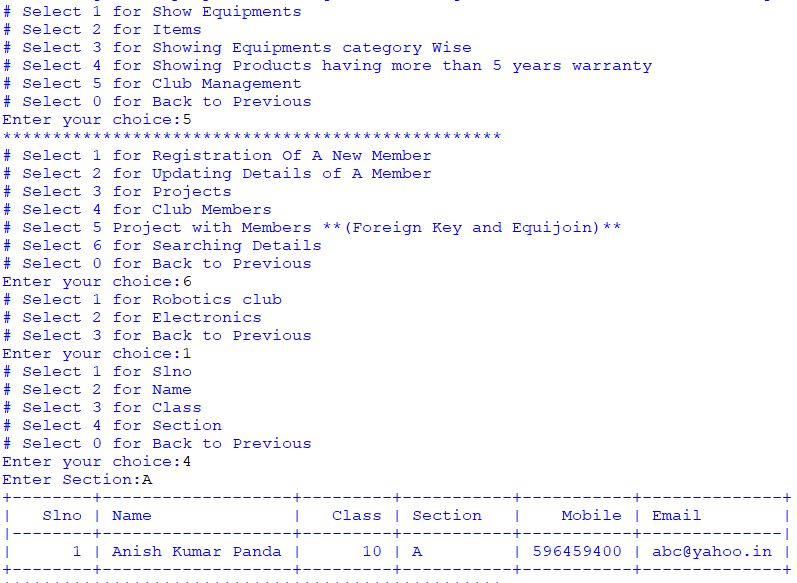 # Select 1 for Show Equipments
# Select 2 for Items
# Select 3 for Showing Equipments category Wise
# Select 4 for Showing Products having more than 5 years warranty
# Select 5 for Club Management
# Select 0 for Back to Previous
Enter your choice:5
**************************************************
# Select 1 for Registration Of A New Member
# Select 2 for Updating Details of A Member
# Select 3 for Projects
# Select 4 for Club Members
# Select 5 Project with Members **(Foreign Key and Equijoin)**
# Select 6 for Searching Details
# Select 0 for Back to Previous
Enter your choice:6
# Select 1 for Robotics club
# Select 2 for Electronics
# Select 3 for Back to Previous
Enter your choice:1
# Select 1 for Slno
# Select 2 for Name
# Select 3 for Class
# Select 4 for Section
# Select 0 for Back to Previous
Enter your choice:4
Enter Section:A
+--------+-------------------+---------+-----------+-----------+--------------+
|   Slno | Name              |   Class | Section   |    Mobile | Email        |
|--------+-------------------+---------+-----------+-----------+--------------|
|      1 | Anish Kumar Panda |      10 | A         | 596459400 | abc@yahoo.in |
+--------+-------------------+---------+-----------+-----------+--------------+